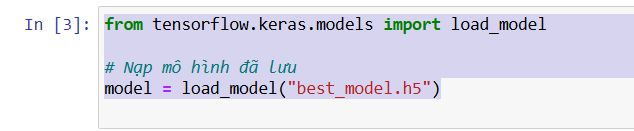 In [3]: from tensorflow.keras.models import load_model
# Nạp mô hình đã lưu
model = load_model("best_model.h5")